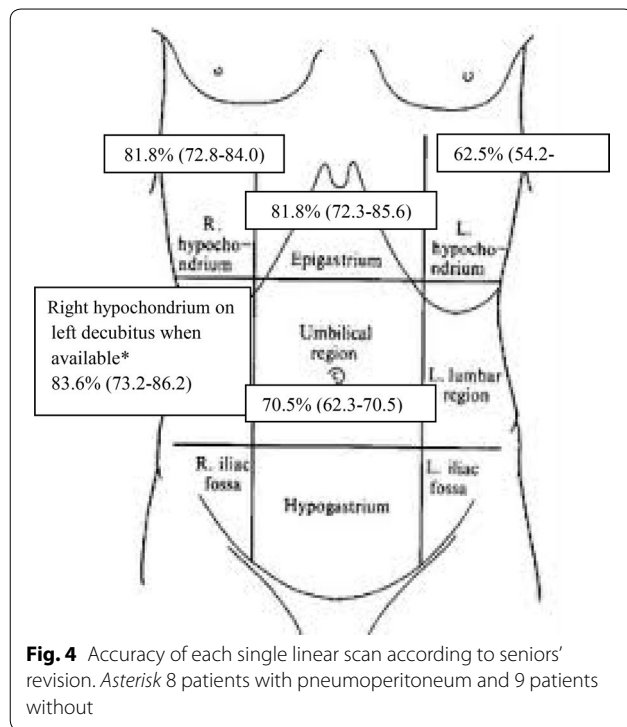 81.8% (72.8-84.0)
62.5% (54.2-
81.8% (72.3-85.6)
R.
hypocho-
ndrium
Epigastrium
L.
hypocho-
ndrium
Right hypochondrium on
left decubitus when
available*
83.6% (73.2-86.2)
Umbilical
region
L. lumbar
region
70.5% (62.3-70.5)
R. iliac
fossa
Hypogastrium
L. iliac
fossa
Fig. 4 Accuracy of each single linear scan according to seniors’
revision. Asterisk 8 patients with pneumoperitoneum and 9 patients
without